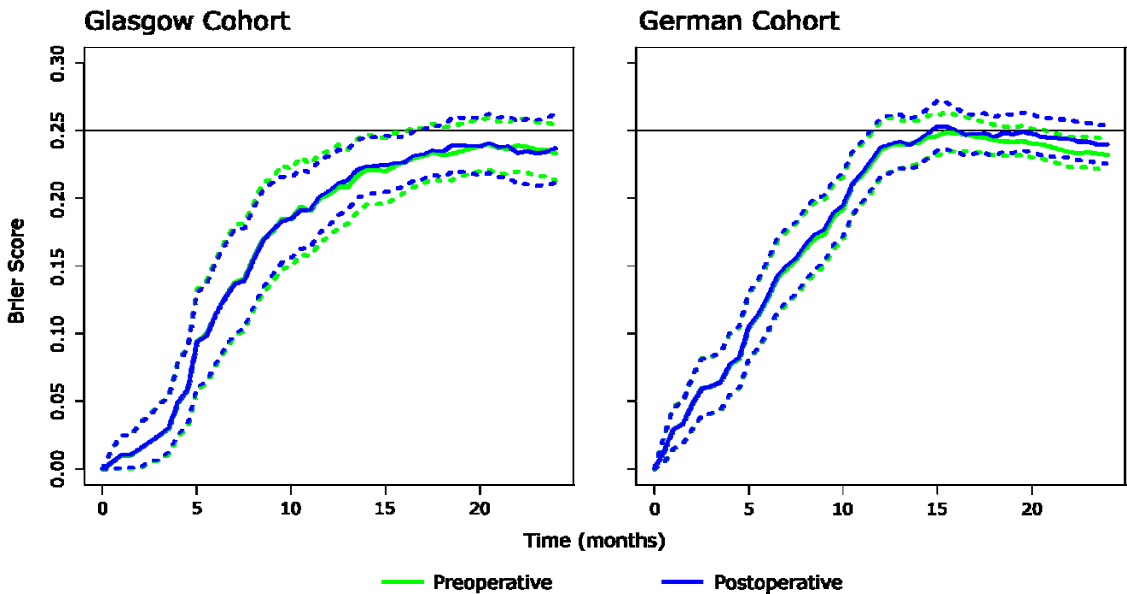 Glasgow Cohort
German Cohort
Brier Score
0.30
0.25
0.20
0.15
0.10
0.05
0.00
0 5 10 15 20
0 5 10 15 20
Time (months)
Preoperative
Postoperative